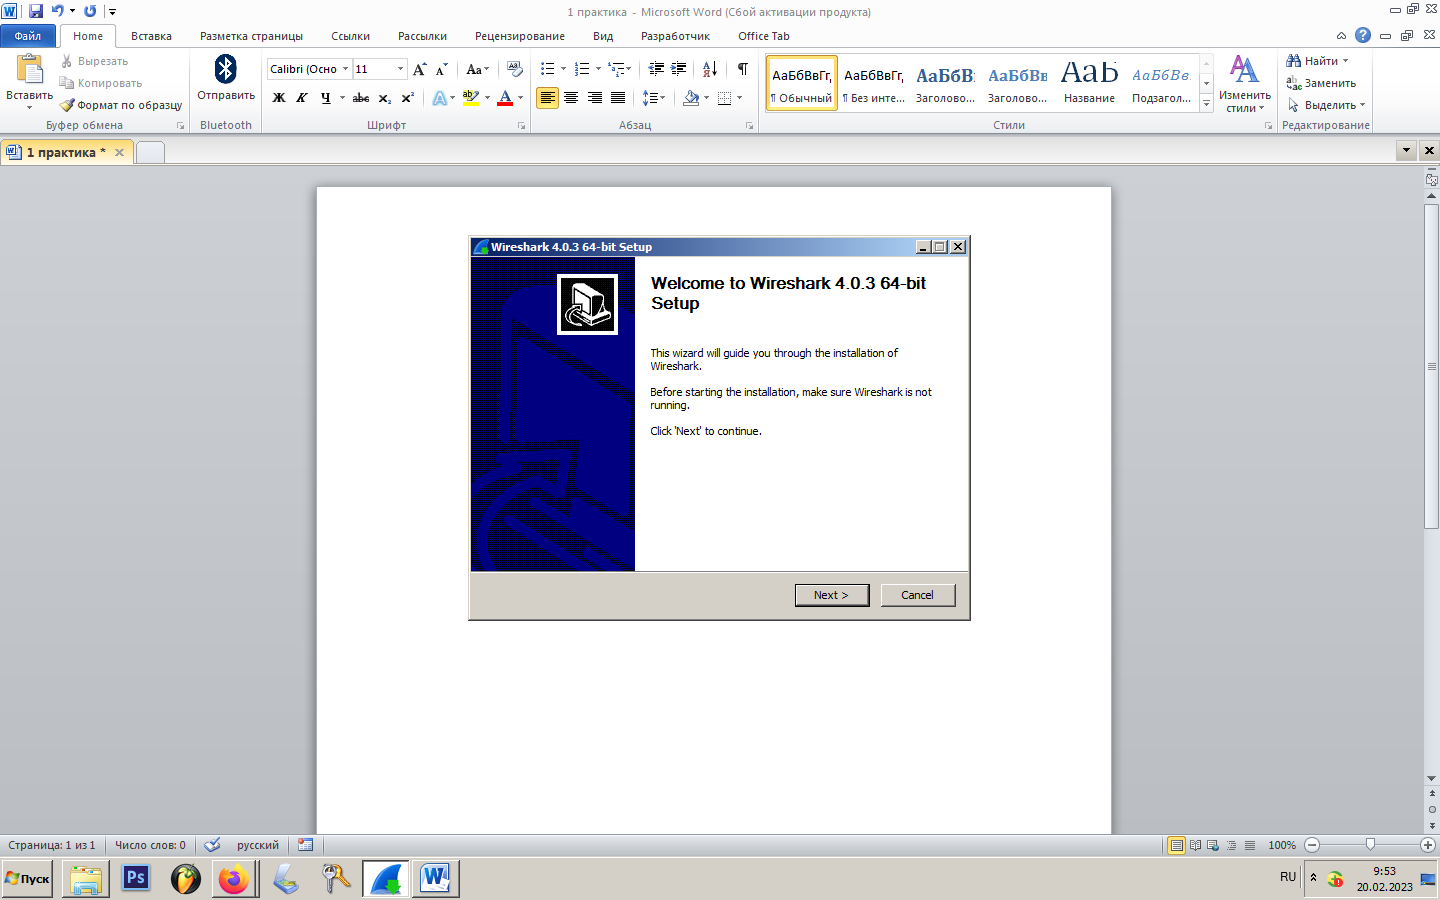 1 практика - Microsoft Word (Сбой активации продукта)
Файл Home Вставка Разметка страницы Ссылки Рассылки Рецензирование Вид Разработчик Office Tab
Вставить
Вырезать
Копировать
Формат по образцу
Буфер обмена
Отправить
Bluetooth
Calibri (Осно 11
Ж К Ч abc x₂ x²
Шрифт
Абзац
АаБбВвГг, АаБбВвГг, АаБбВ АаБбВв АаБ АаБбВв.
¶ Обычный ¶ Без инте... Заголово... Заголово... Название Подзагол...
Стили
Изменить
стили
Найти
Заменить
Выделить
Редактирование
1 практика *
Wireshark 4.0.3 64-bit Setup
Welcome to Wireshark 4.0.3 64-bit
Setup
This wizard will guide you through the installation of
Wireshark.
Before starting the installation, make sure Wireshark is not
running.
Click 'Next' to continue.
Next > Cancel
Страница: 1 из 1 Число слов: 0 русский 100%
Пуск
Ps
RU
9:53
20.02.2023